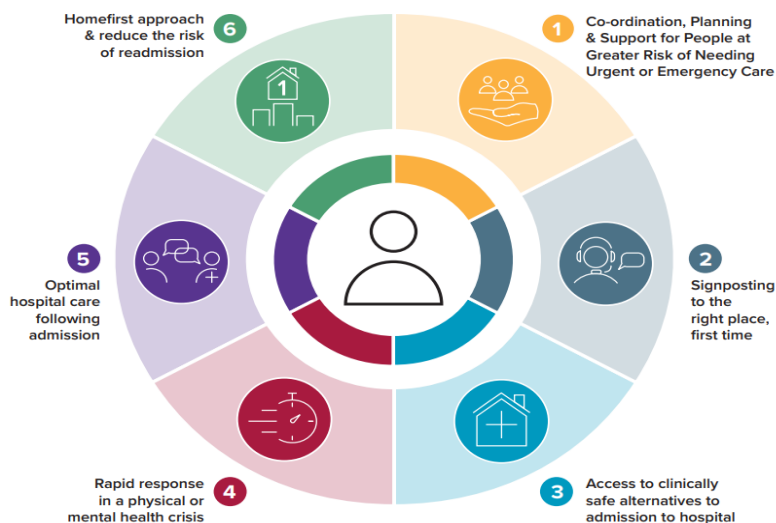 1
Co-ordination, Planning
& Support for People at
Greater Risk of Needing
Urgent or Emergency Care
2
Signposting
to the
right place,
first time
3
Access to clinically
safe alternatives to
admission to hospital
4
Rapid response
in a physical or
mental health crisis
5
Optimal
hospital care
following
admission
6
Homefirst approach
& reduce the risk
of readmission
1